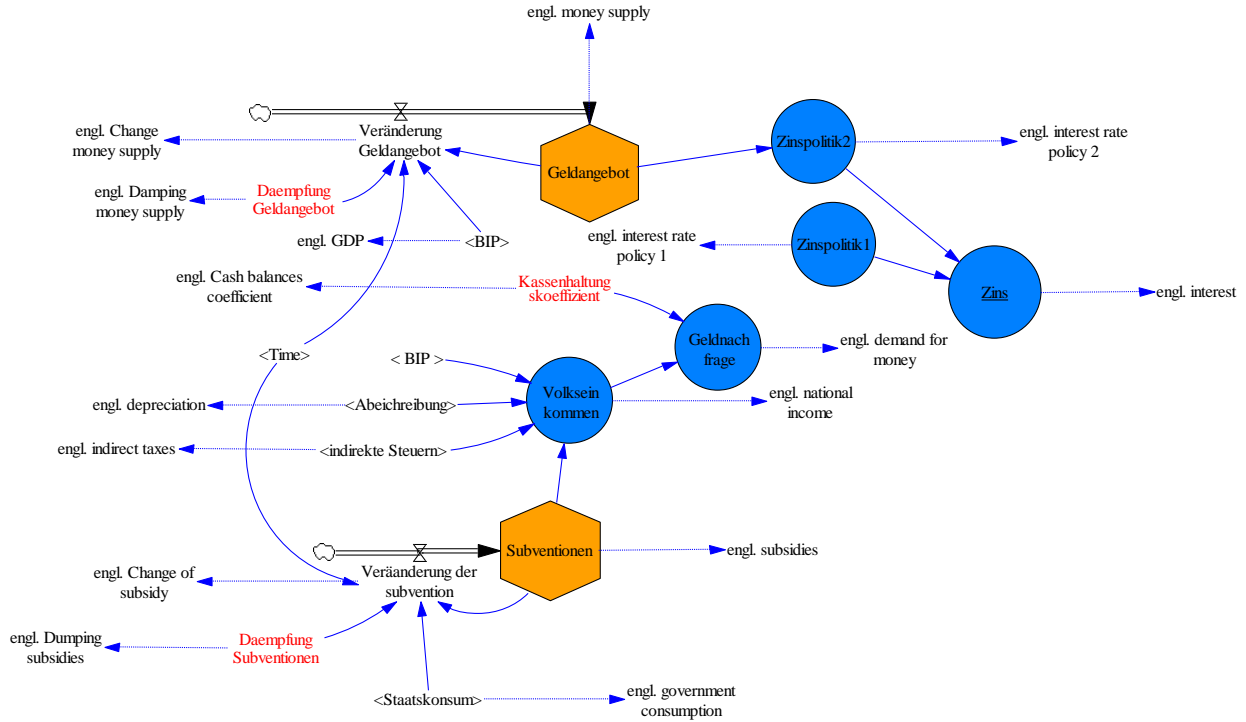 engl. money supply
engl. Change
money supply
Veränderung
Geldangebot
Geldangebot
Zinspolitik2
engl. interest rate
policy 2
engl. Damping
money supply
Daempfung
Geldangebot
engl. GDP
<BIP>
engl. interest rate
policy 1
Zinspolitik1
engl. Cash balances
coefficient
Kassenhaltung
skoeffizient
Zins
engl. interest
<Time>
< BIP >
Geldnach
frage
engl. demand for
money
engl. depreciation
<Abeichreibung>
Volksein
kommen
engl. national
income
engl. indirect taxes
<indirekte Steuern>
Subventionen
engl. subsidies
engl. Change of
subsidy
Veräanderung der
subvention
engl. Dumping
subsidies
Daempfung
Subventionen
<Staatskonsum>
engl. government
consumption